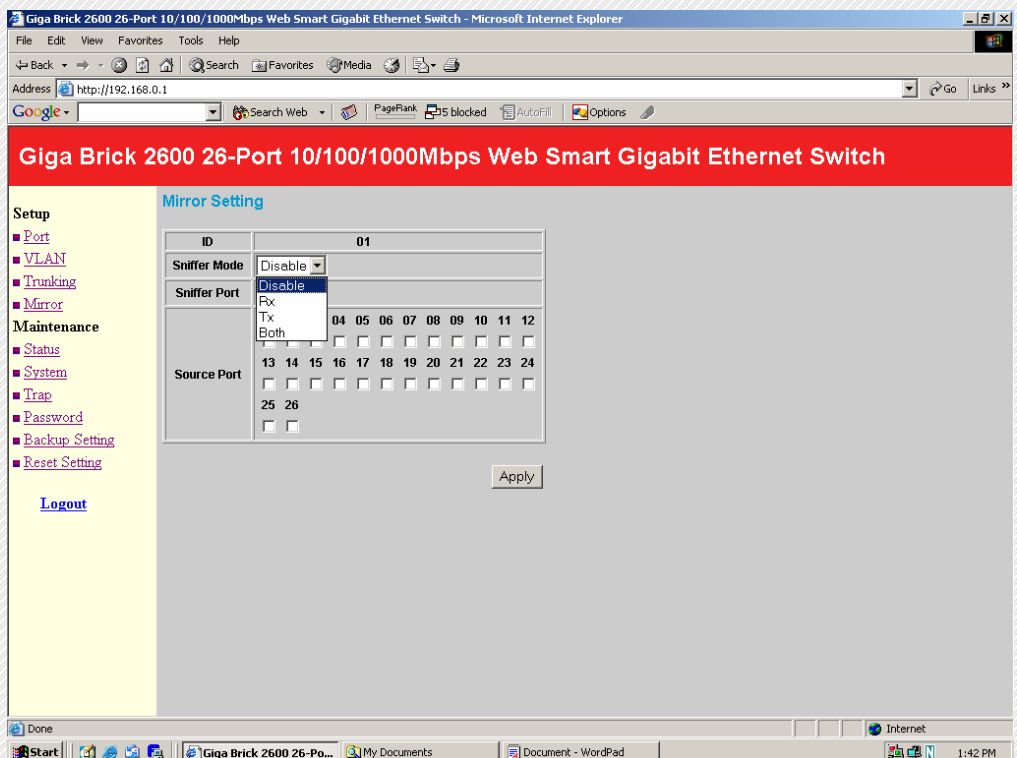 Giga Brick 2600 26-Port 10/100/1000Mbps Web Smart Gigabit Ethernet Switch - Microsoft Internet Explorer
File Edit View Favorites Tools Help
Back Search Favorites Media
Address http://192.168.0.1 Go Links »
Google Search Web PageRank 5 blocked AutoFill Options
Giga Brick 2600 26-Port 10/100/1000Mbps Web Smart Gigabit Ethernet Switch
Setup
Port
VLAN
Trunking
Mirror
Maintenance
Status
System
Trap
Password
Backup Setting
Reset Setting
Logout
Mirror Setting
ID 01
Sniffer Mode Disable
Disable
Rx
Tx
Both
Sniffer Port
Source Port
04 05 06 07 08 09 10 11 12
13 14 15 16 17 18 19 20 21 22 23 24
25 26
Apply
Done Internet
Start Giga Brick 2600 26-Po... My Documents Document - WordPad N 1:42 PM